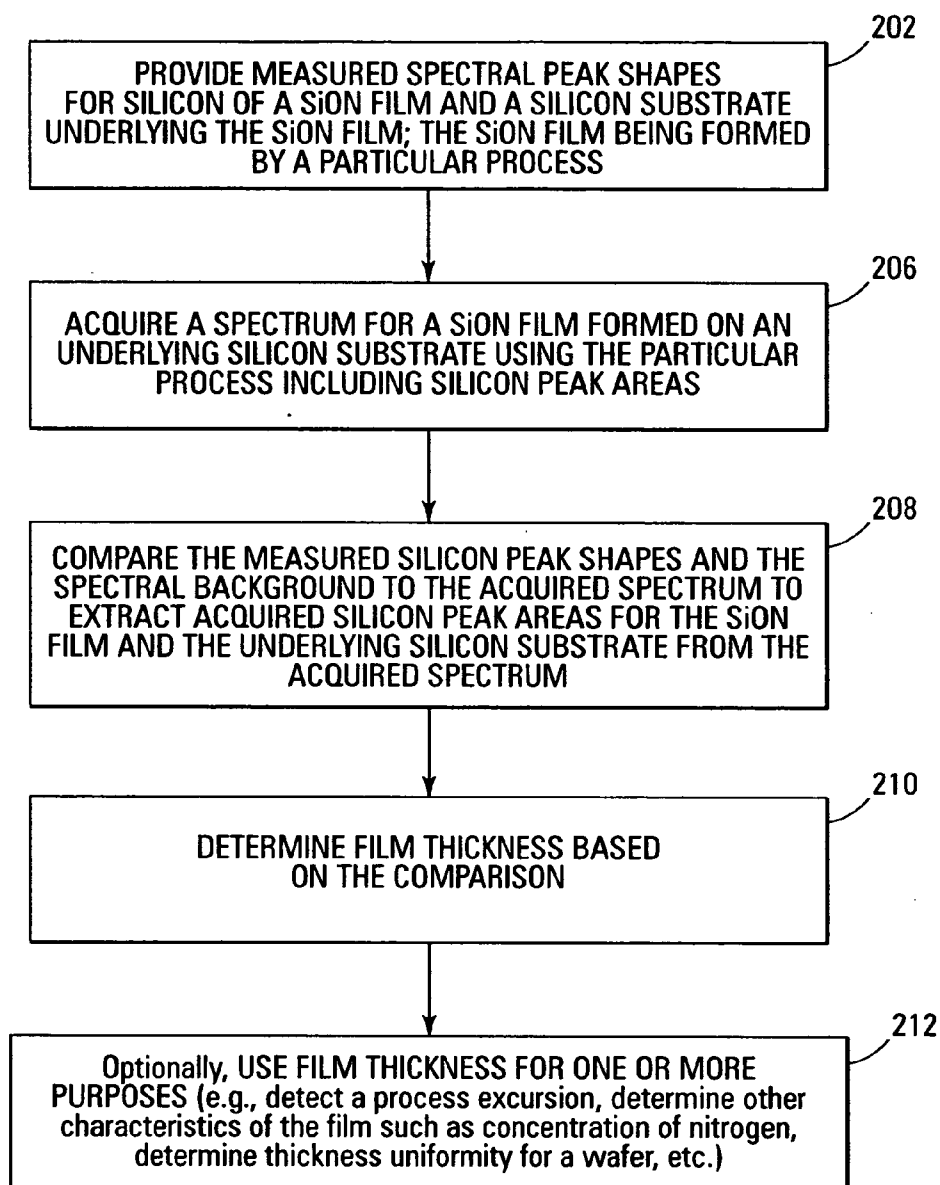 202
PROVIDE MEASURED SPECTRAL PEAK SHAPES
FOR SILICON OF A SiON FILM AND A SILICON SUBSTRATE
UNDERLYING THE SiON FILM; THE SiON FILM BEING FORMED
BY A PARTICULAR PROCESS
206
ACQUIRE A SPECTRUM FOR A SiON FILM FORMED ON AN
UNDERLYING SILICON SUBSTRATE USING THE PARTICULAR
PROCESS INCLUDING SILICON PEAK AREAS
208
COMPARE THE MEASURED SILICON PEAK SHAPES AND THE
SPECTRAL BACKGROUND TO THE ACQUIRED SPECTRUM TO
EXTRACT ACQUIRED SILICON PEAK AREAS FOR THE SiON
FILM AND THE UNDERLYING SILICON SUBSTRATE FROM THE
ACQUIRED SPECTRUM
210
DETERMINE FILM THICKNESS BASED
ON THE COMPARISON
212
Optionally, USE FILM THICKNESS FOR ONE OR MORE
PURPOSES (e.g., detect a process excursion, determine other
characteristics of the film such as concentration of nitrogen,
determine thickness uniformity for a wafer, etc.)